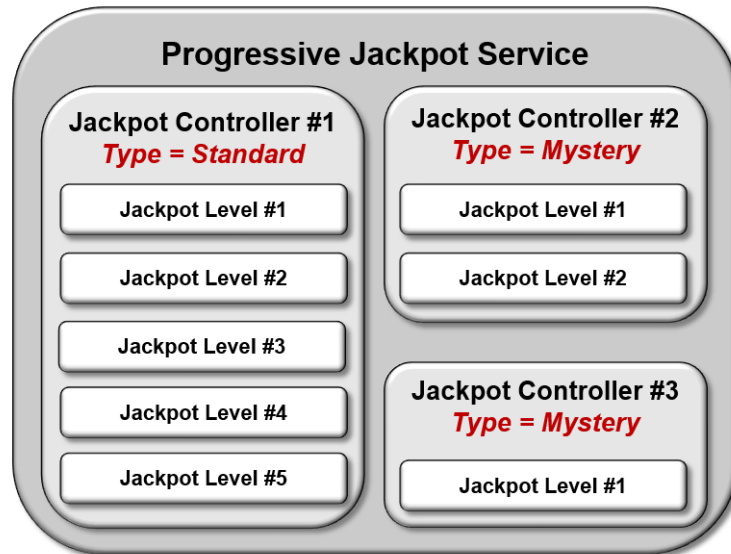 Progressive Jackpot Service
Jackpot Controller #1
Type = Standard
Jackpot Level #1
Jackpot Level #2
Jackpot Level #3
Jackpot Level #4
Jackpot Level #5
Jackpot Controller #2
Type = Mystery
Jackpot Level #1
Jackpot Level #2
Jackpot Controller #3
Type = Mystery
Jackpot Level #1